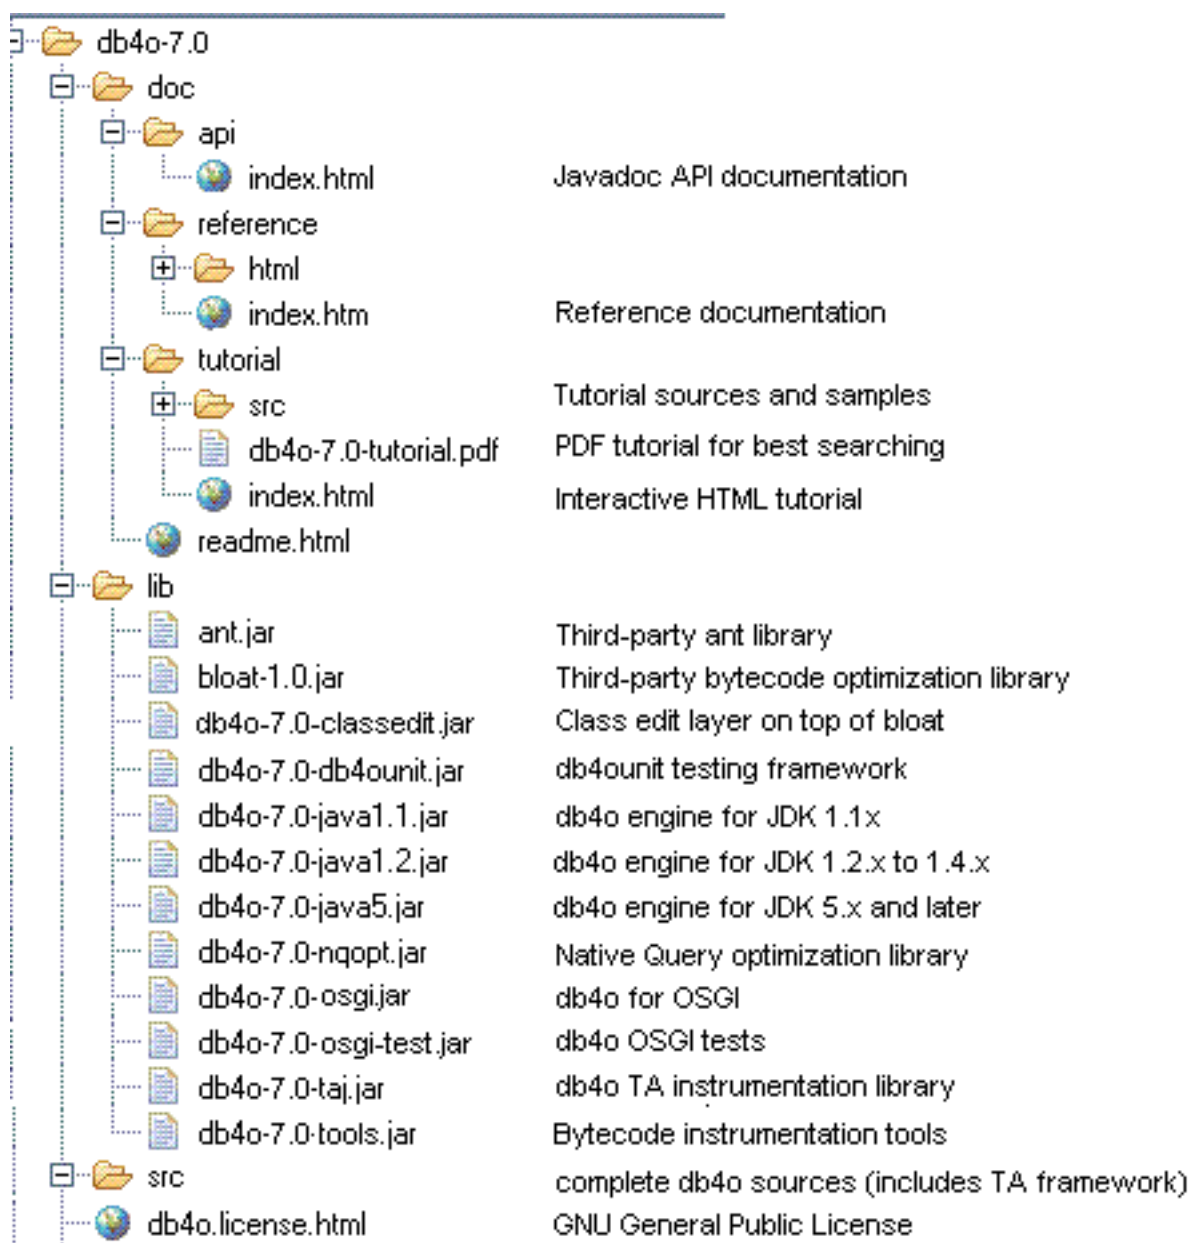 db4o-7.0
doc
api
index.html Javadoc API documentation
reference
html
index.htm Reference documentation
tutorial
src Tutorial sources and samples
db4o-7.0-tutorial.pdf PDF tutorial for best searching
index.html Interactive HTML tutorial
readme.html
lib
ant.jar Third-party ant library
bloat-1.0.jar Third-party bytecode optimization library
db4o-7.0-classedit.jar Class edit layer on top of bloat
db4o-7.0-db4ounit.jar db4ounit testing framework
db4o-7.0-java1.1.jar db4o engine for JDK 1.1x
db4o-7.0-java1.2.jar db4o engine for JDK 1.2.x to 1.4.x
db4o-7.0-java5.jar db4o engine for JDK 5.x and later
db4o-7.0-nqopt.jar Native Query optimization library
db4o-7.0-osgi.jar db4o for OSGI
db4o-7.0-osgi-test.jar db4o OSGI tests
db4o-7.0-taj.jar db4o TA instrumentation library
db4o-7.0-tools.jar Bytecode instrumentation tools
src complete db4o sources (includes TA framework)
db4o.license.html GNU General Public License